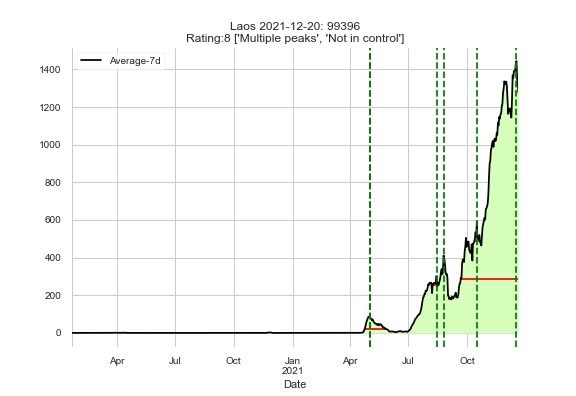 Laos 2021-12-20: 99396
Rating:8 ['Multiple peaks', 'Not in control']
Average-7d
1400
1200
1000
800
600
400
200
0
Apr Jul Oct Jan Apr Jul Oct
2021
Date